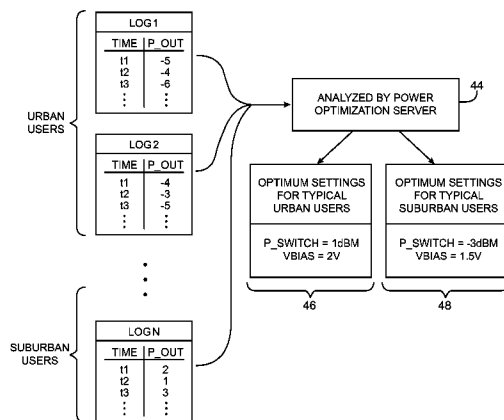 LOG1
TIME P_OUT
t1 -5
t2 -4
t3 -6
⋮ ⋮
URBAN
USERS
LOG2
TIME P_OUT
t1 -4
t2 -3
t3 -5
⋮ ⋮
SUBURBAN
USERS
LOGN
TIME P_OUT
t1 2
t2 1
t3 3
⋮ ⋮
ANALYZED BY POWER
OPTIMIZATION SERVER
44
OPTIMUM SETTINGS
FOR TYPICAL
URBAN USERS
P_SWITCH = 1dBM
VBIAS = 2V
46
OPTIMUM SETTINGS
FOR TYPICAL
SUBURBAN USERS
P_SWITCH = -3dBM
VBIAS = 1.5V
48